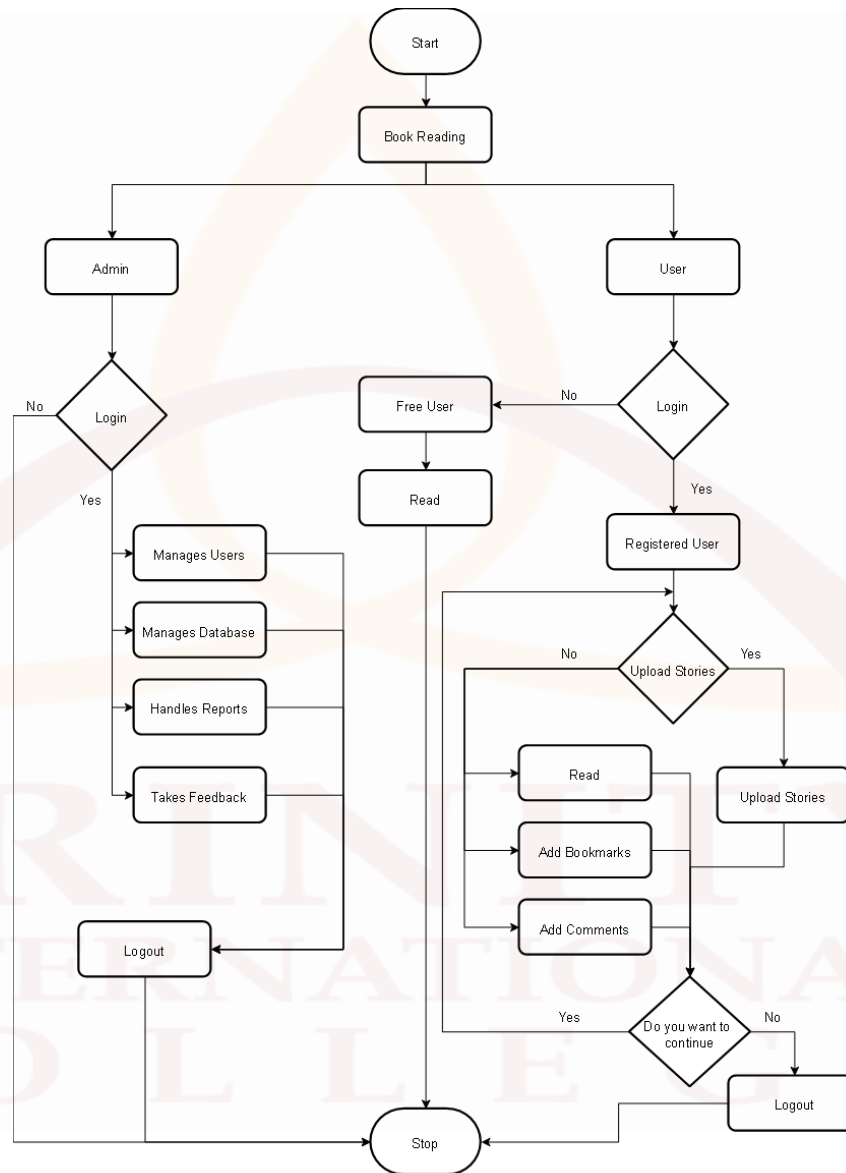 Start
Book Reading
Admin
User
Login
No
Yes
Free User
No
Login
Yes
Read
Registered User
Manages Users
Manages Database
Handles Reports
Takes Feedback
No
Upload Stories
Yes
Read
Upload Stories
Add Bookmarks
Add Comments
Logout
Yes
Do you want to
continue
No
Logout
Stop
RINIT
TERNATIONA
O L L E G